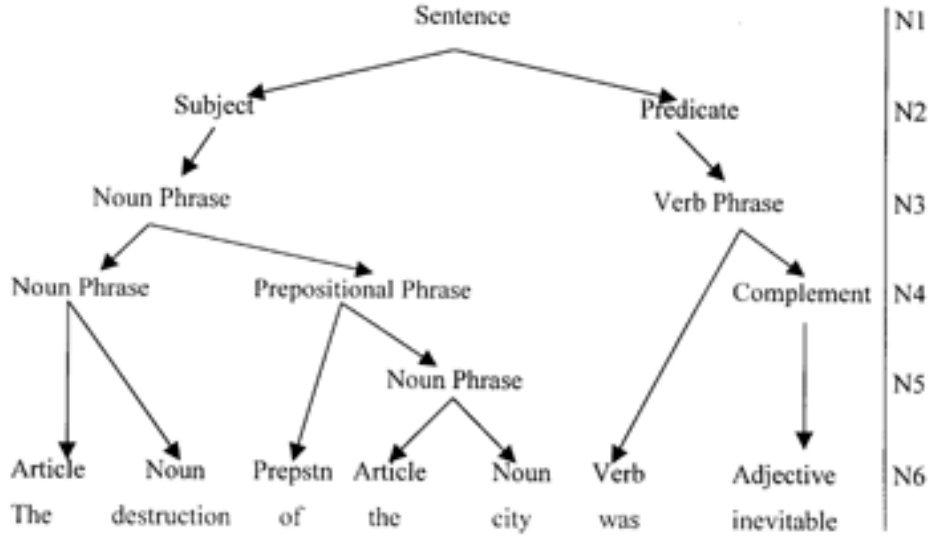 Sentence N1
Subject Predicate N2
Noun Phrase Verb Phrase N3
Noun Phrase Prepositional Phrase Complement N4
Noun Phrase N5
Article Noun Prepstn Article Noun Verb Adjective N6
The destruction of the city was inevitable